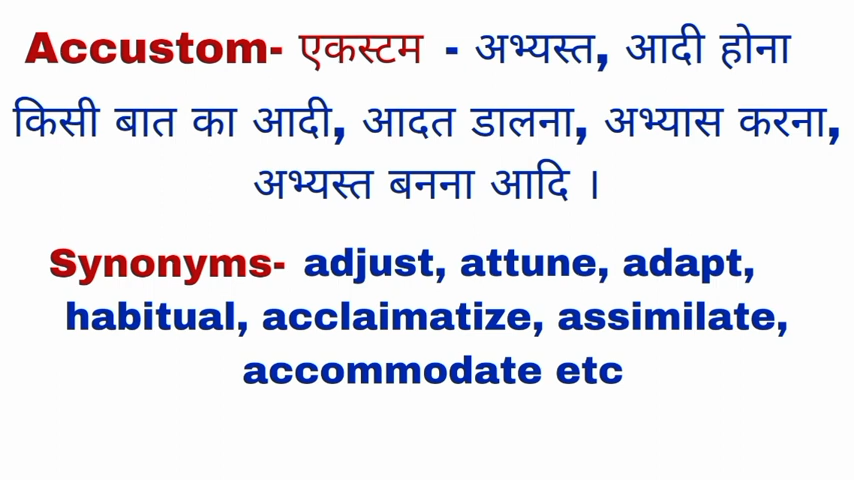 Accustom- एकस्टम - अभ्यस्त, आदी होना
किसी बात का आदी, आदत डालना, अभ्यास करना,
अभ्यस्त बनना आदि ।
Synonyms- adjust, attune, adapt,
habitual, acclaimatize, assimilate,
accommodate etc